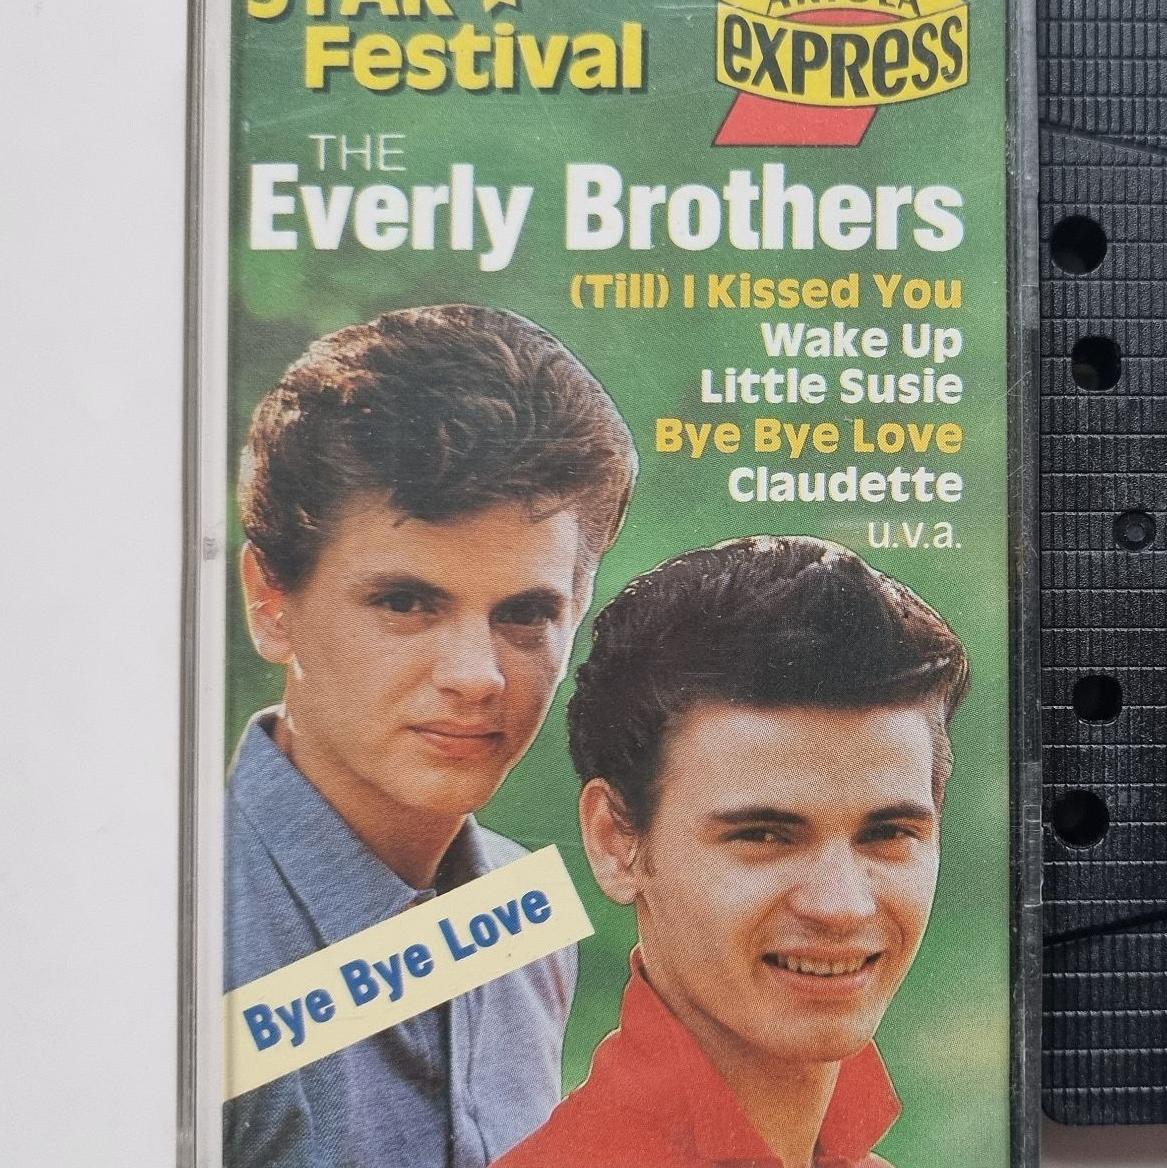 STAR
Festival
EXPRESS
THE
Everly Brothers
(Till) I Kissed You
Wake Up
Little Susie
Bye Bye Love
Claudette
u.v.a.
Bye Bye Love